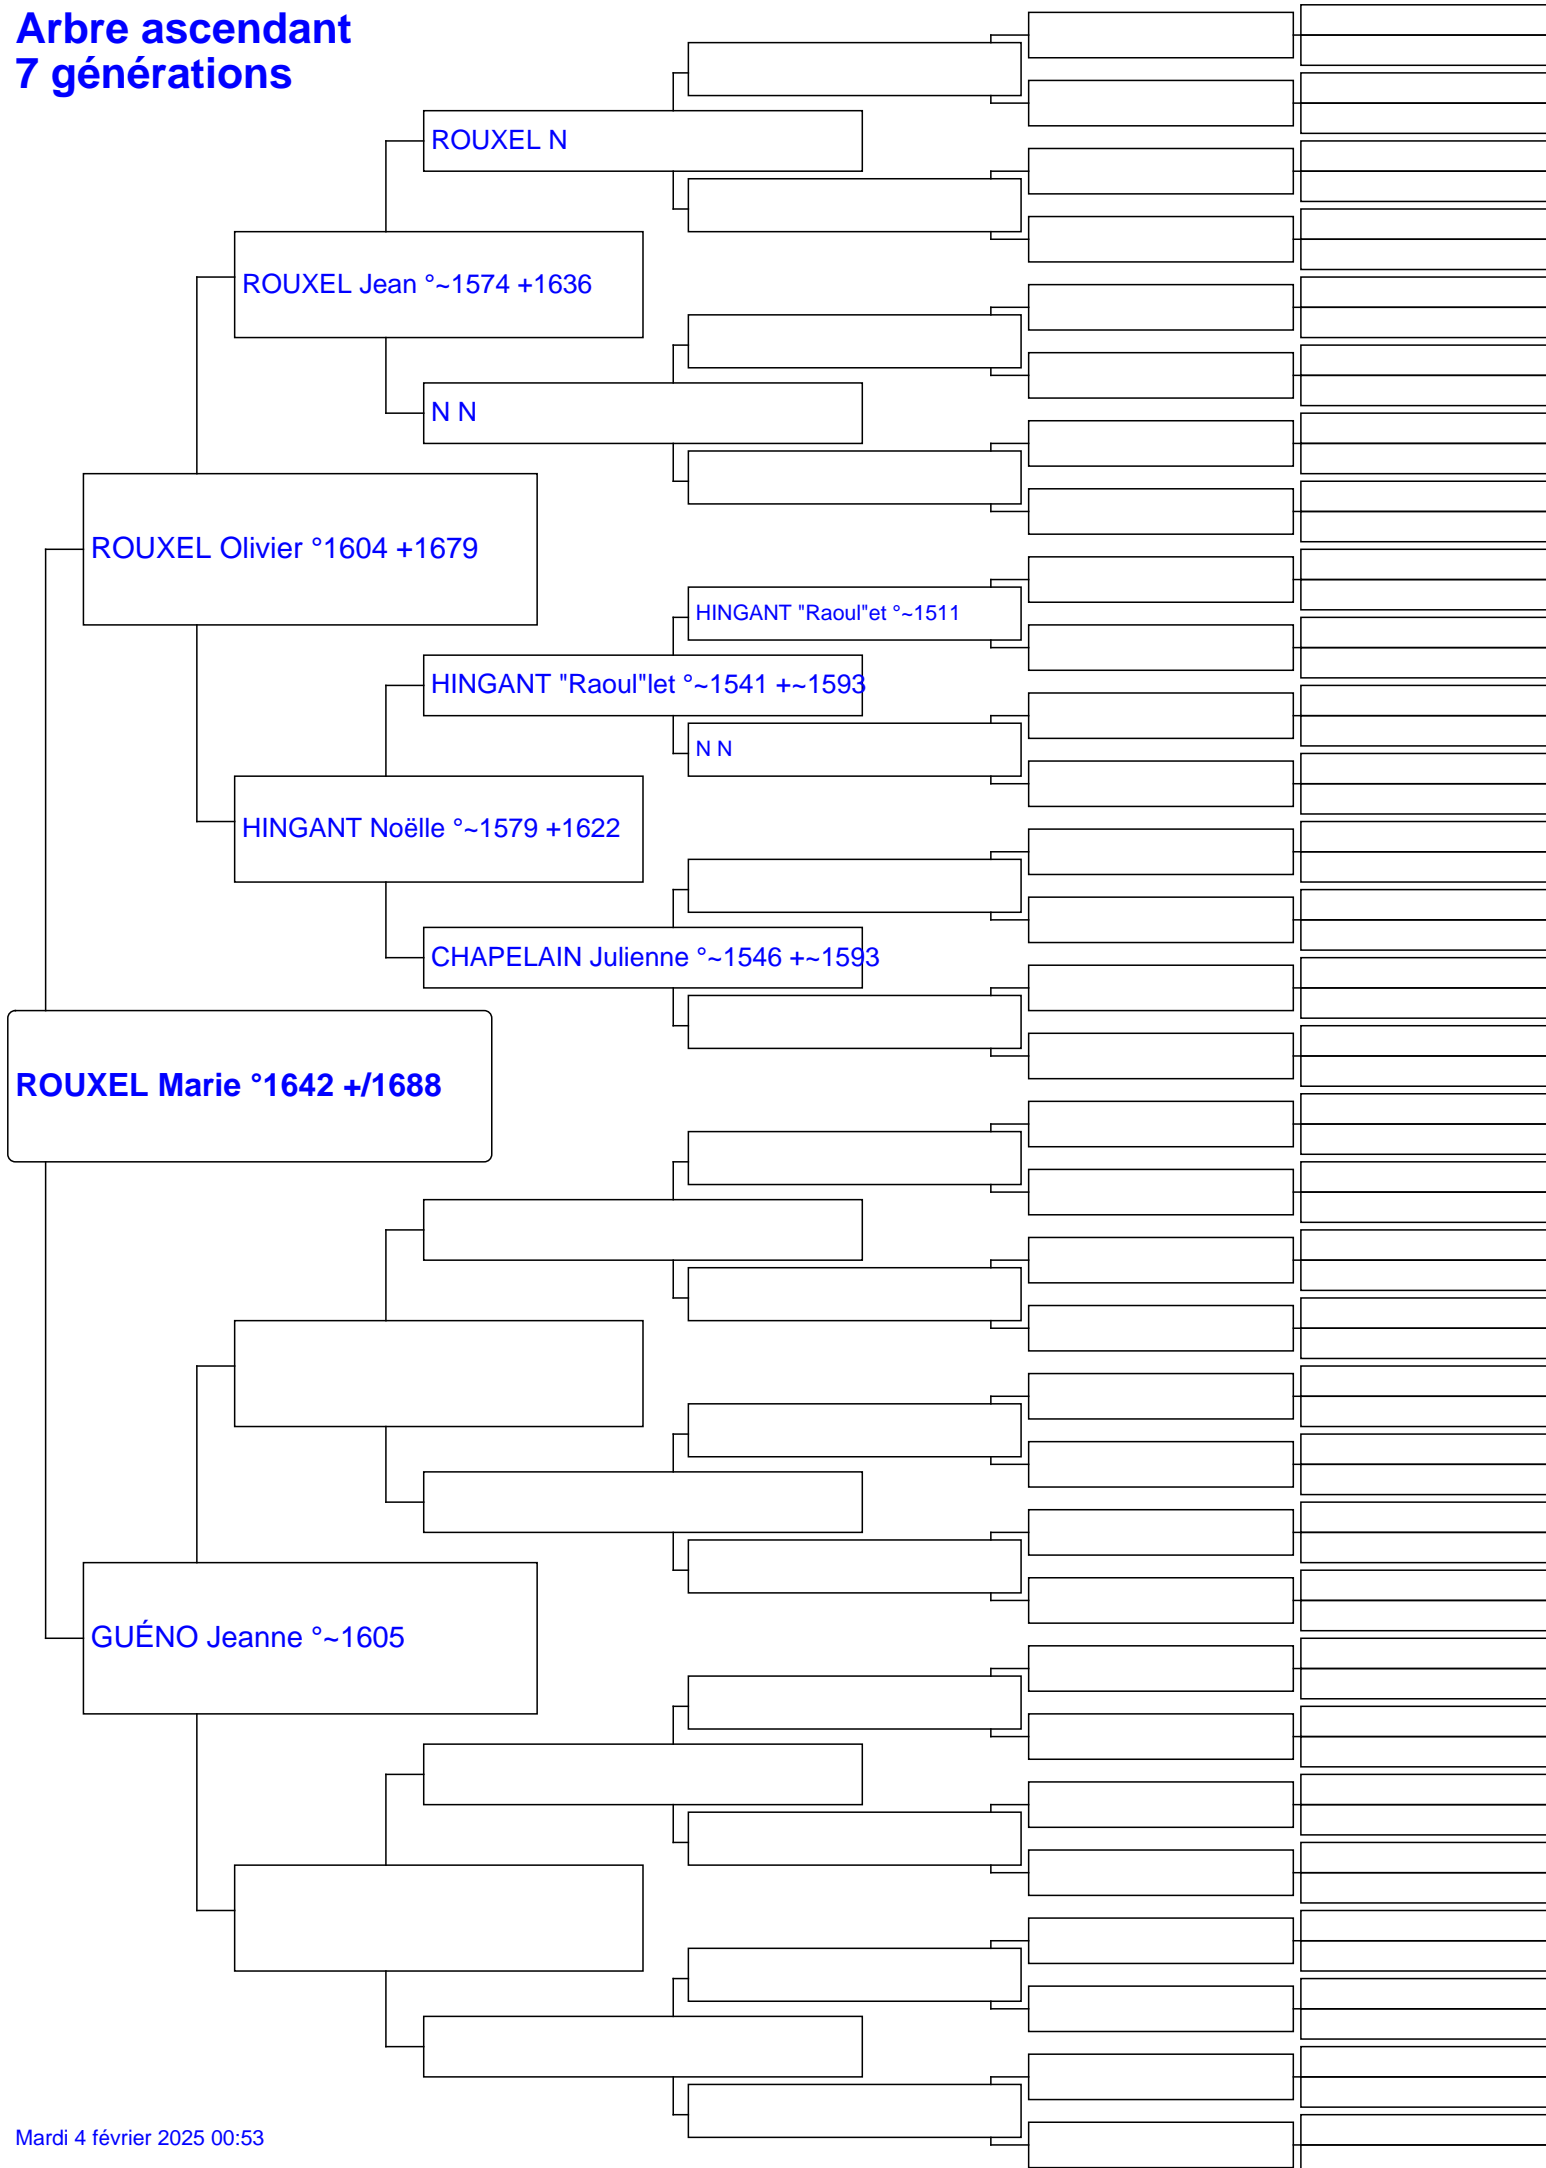 Arbre ascendant
7 générations
ROUXEL N
ROUXEL Jean °~1574 +1636
N N
ROUXEL Olivier °1604 +1679
HINGANT "Raoul"et °~1511
HINGANT "Raoul"let °~1541 +~1593
N N
HINGANT Noëlle °~1579 +1622
CHAPELAIN Julienne °~1546 +~1593
ROUXEL Marie °1642 +/1688
GUÉNO Jeanne °~1605
Mardi 4 février 2025 00:53